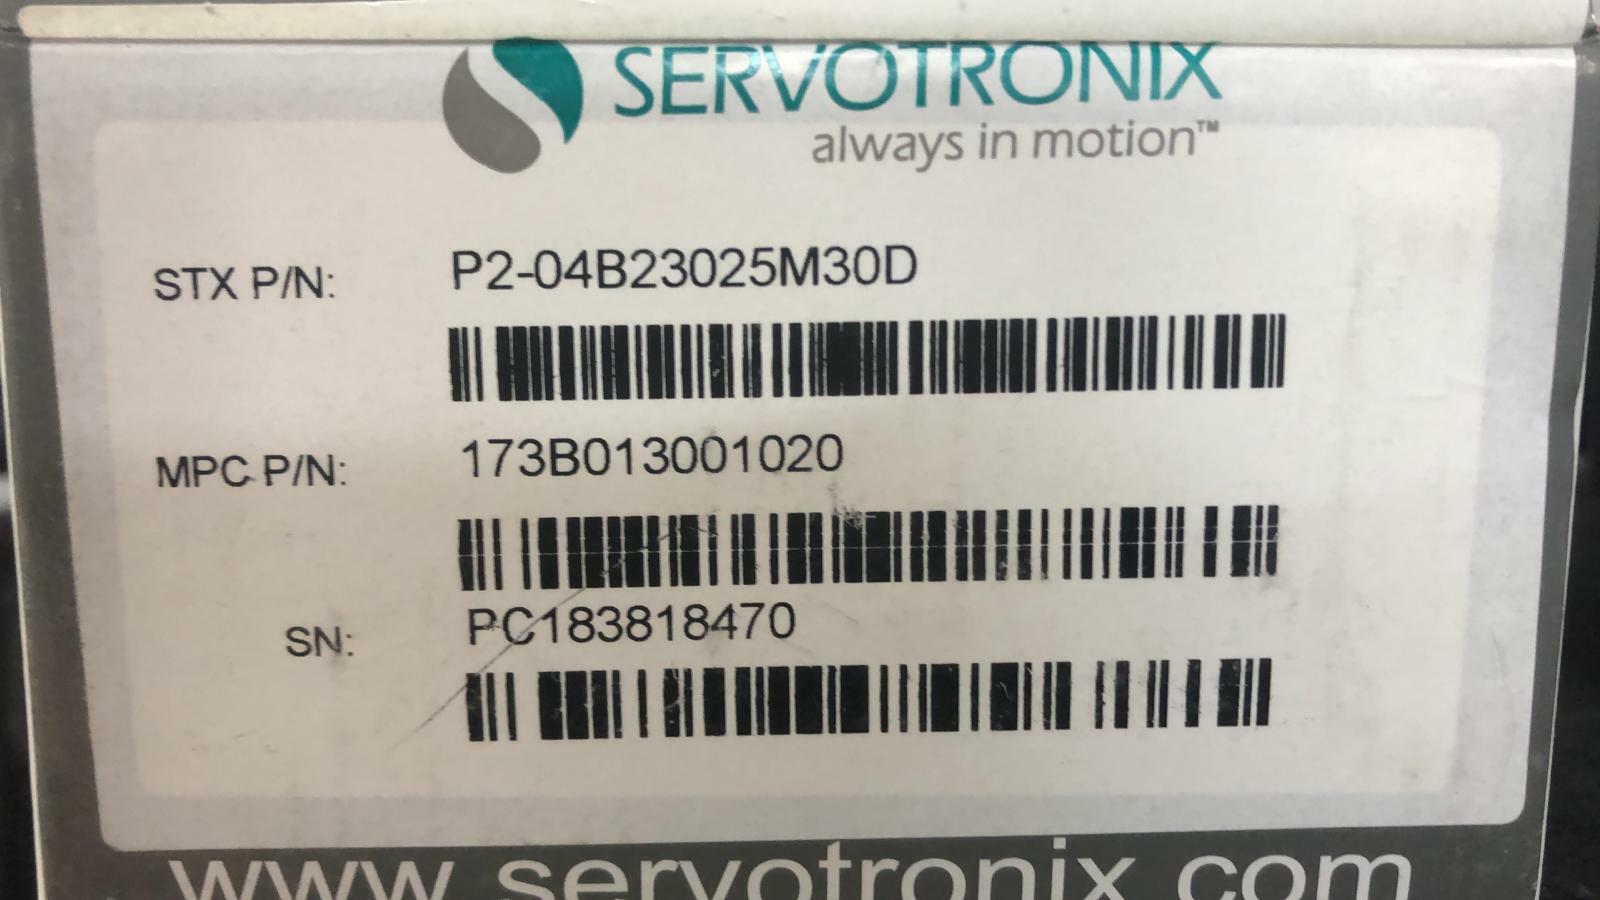 SERVOTRONIX
always in motion™
STX P/N: P2-04B23025M30D
MPC P/N: 173B013001020
SN: PC183818470
www.servotronix.com